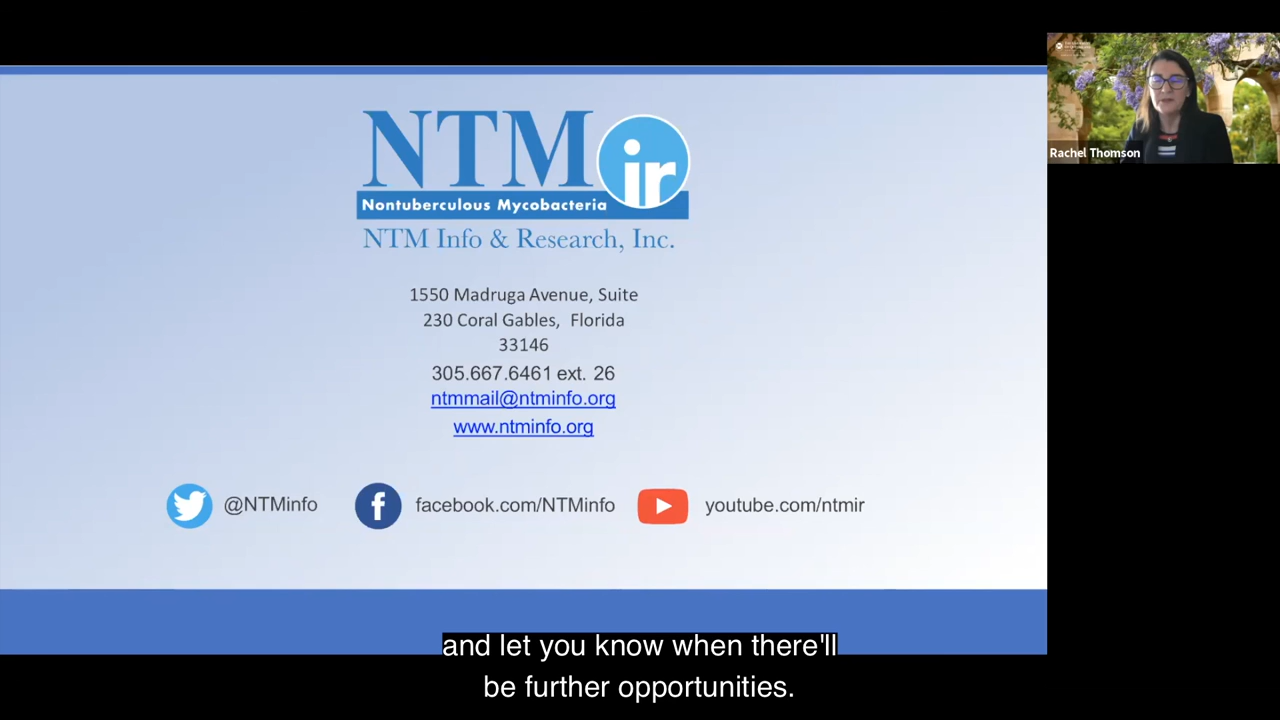 NTM
ir
Nontuberculous Mycobacteria
NTM Info & Research, Inc.
1550 Madruga Avenue, Suite
230 Coral Gables, Florida
33146
305.667.6461 ext. 26
ntmmail@ntminfo.org
www.ntminfo.org
@NTMinfo
facebook.com/NTMinfo
youtube.com/ntmir
Rachel Thomson
and let you know when there'll
be further opportunities.